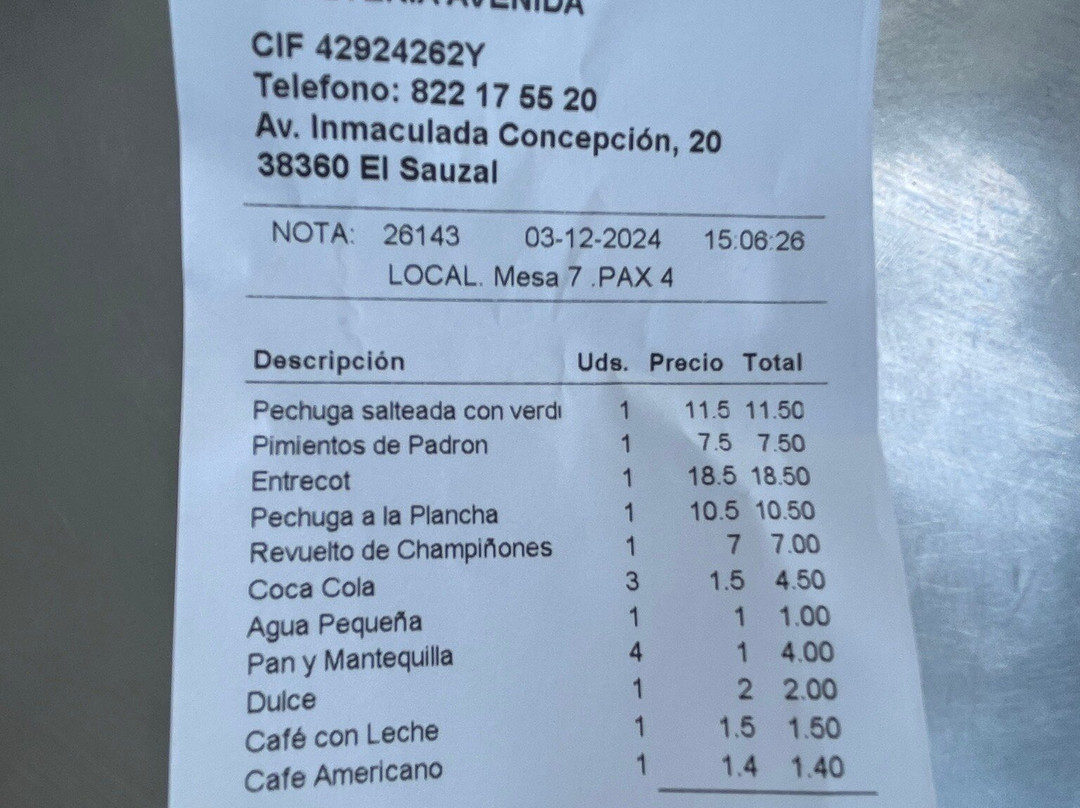 AVENIDA
CIF 42924262Y
Telefono: 822 17 55 20
Av. Inmaculada Concepción, 20
38360 El Sauzal
NOTA: 26143 03-12-2024 15:06:26
LOCAL. Mesa 7 .PAX 4
Descripción Uds. Precio Total
Pechuga salteada con verdu 1 11.5 11.50
Pimientos de Padron 1 7.5 7.50
Entrecot 1 18.5 18.50
Pechuga a la Plancha 1 10.5 10.50
Revuelto de Champiñones 1 7 7.00
Coca Cola 3 1.5 4.50
Agua Pequeña 1 1 1.00
Pan y Mantequilla 4 1 4.00
Dulce 1 2 2.00
Café con Leche 1 1.5 1.50
Cafe Americano 1 1.4 1.40